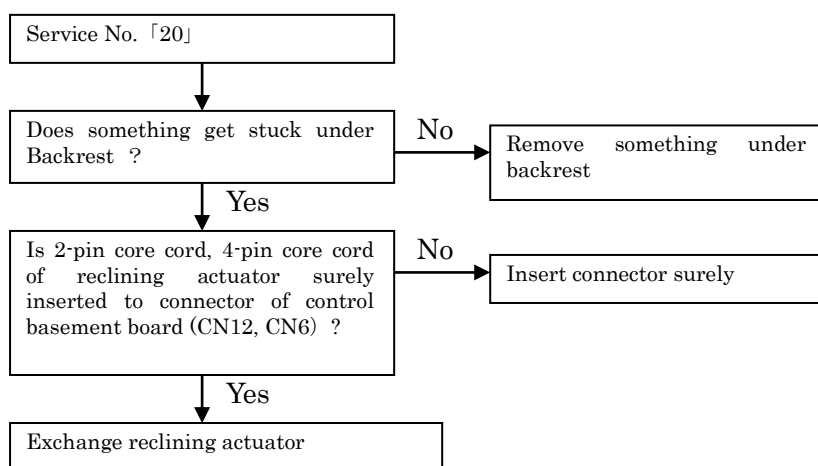 Service No.「20」
Does something get stuck under
Backrest ?
No
Remove something under
backrest
Yes
Is 2-pin core cord, 4-pin core cord
of reclining actuator surely
inserted to connector of control
basement board (CN12, CN6) ?
No
Insert connector surely
Yes
Exchange reclining actuator